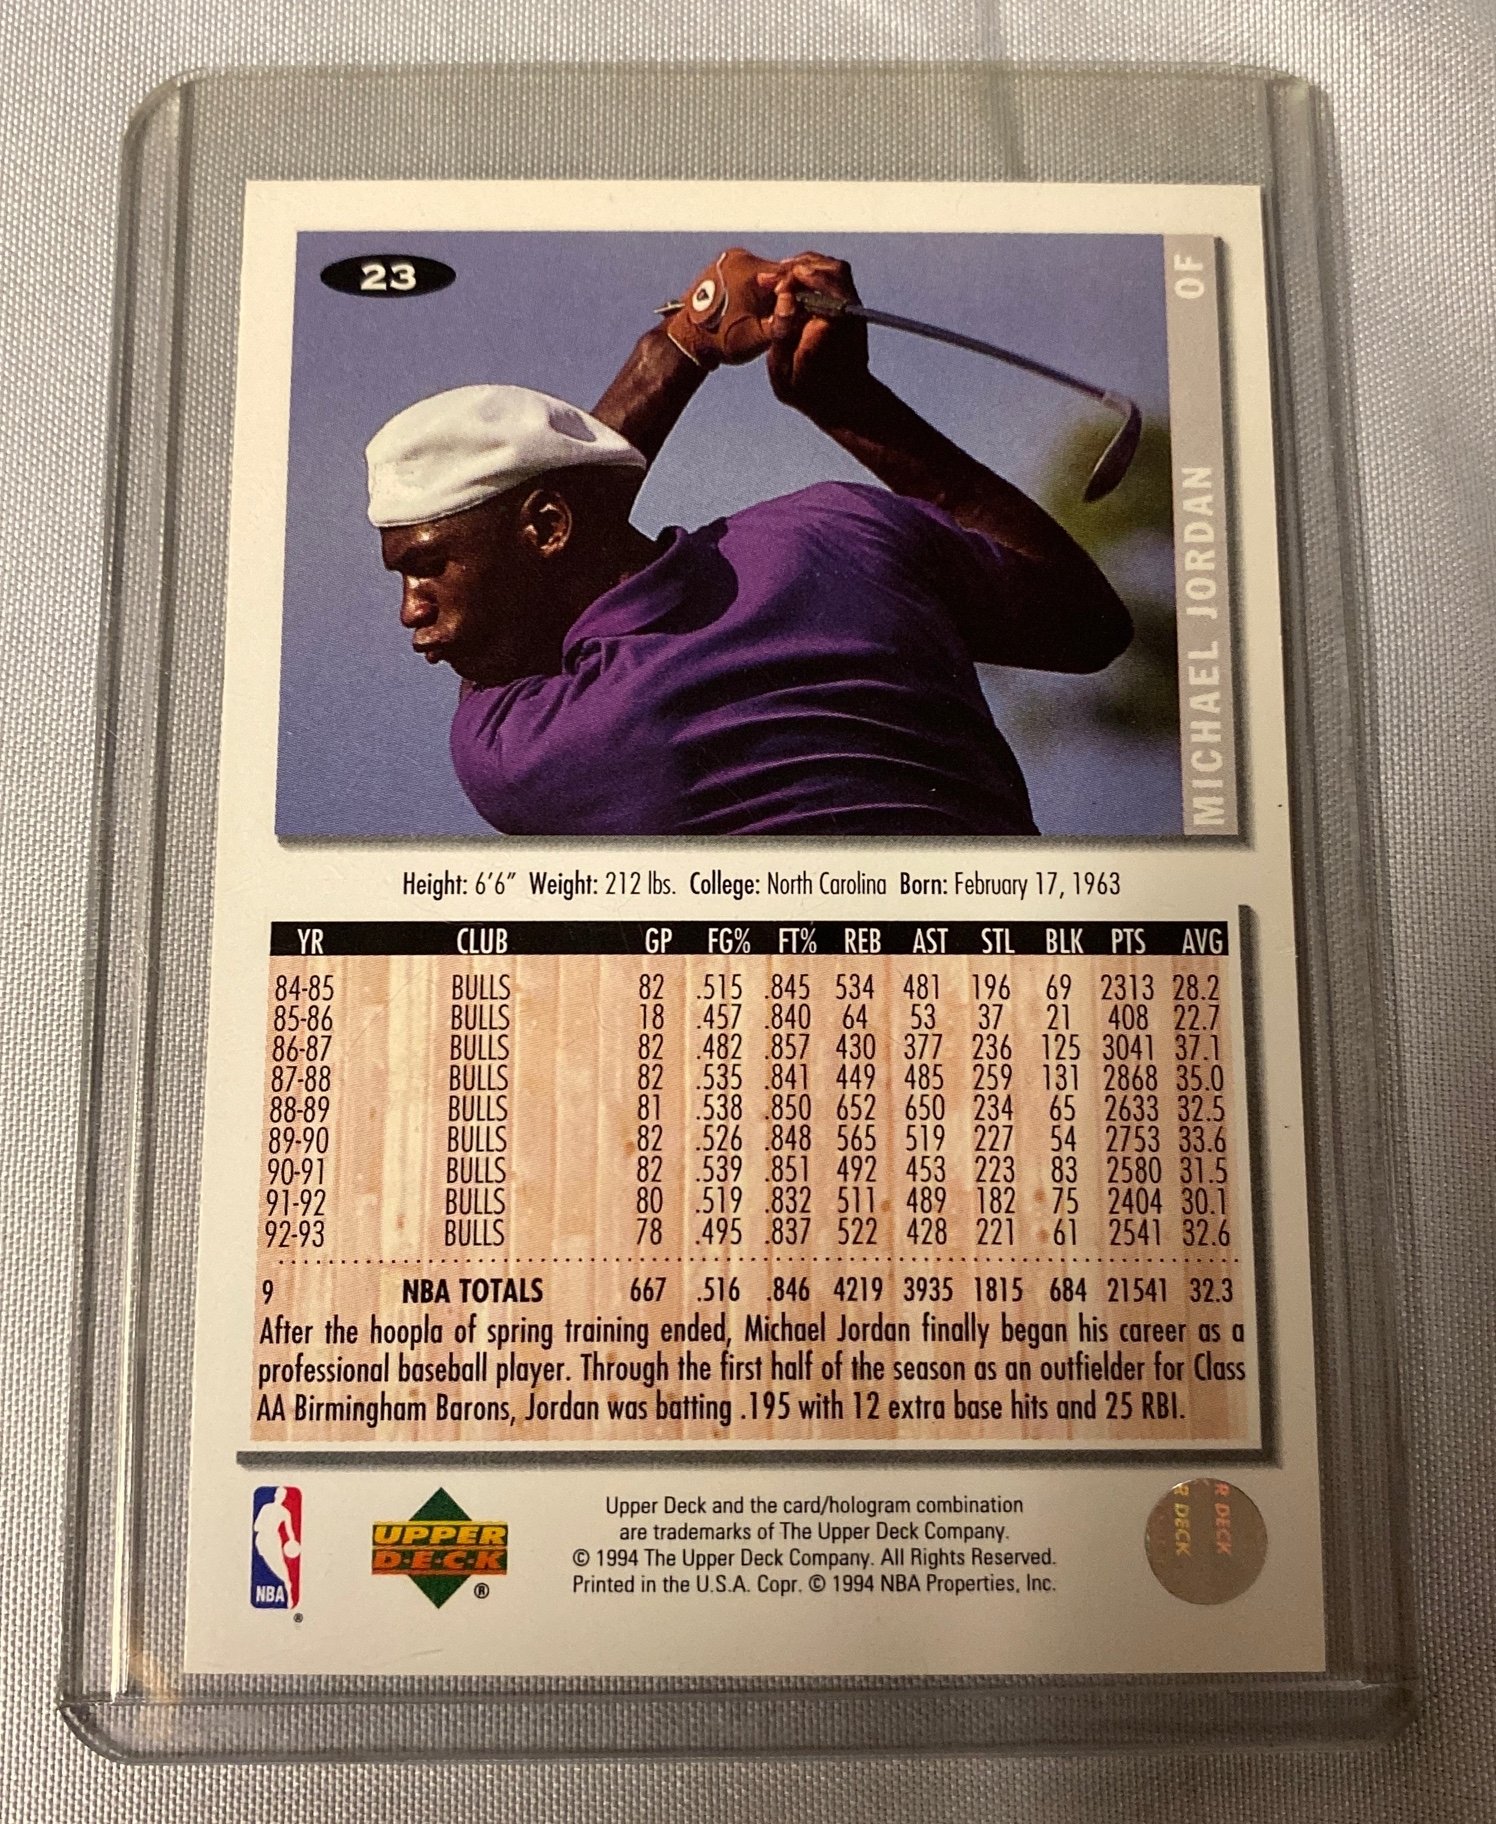 23
OF
MICHAEL JORDAN
Height: 6'6" Weight: 212 lbs. College: North Carolina Born: February 17, 1963
YR CLUB GP FG% FT% REB AST STL BLK PTS AVG
84-85 BULLS 82 .515 .845 534 481 196 69 2313 28.2
85-86 BULLS 18 .457 .840 64 53 37 21 408 22.7
86-87 BULLS 82 .482 .857 430 377 236 125 3041 37.1
87-88 BULLS 82 .535 .841 449 485 259 131 2868 35.0
88-89 BULLS 81 .538 .850 652 650 234 65 2633 32.5
89-90 BULLS 82 .526 .848 565 519 227 54 2753 33.6
90-91 BULLS 82 .539 .851 492 453 223 83 2580 31.5
91-92 BULLS 80 .519 .832 511 489 182 75 2404 30.1
92-93 BULLS 78 .495 .837 522 428 221 61 2541 32.6
9 NBA TOTALS 667 .516 .846 4219 3935 1815 684 21541 32.3
After the hoopla of spring training ended, Michael Jordan finally began his career as a
professional baseball player. Through the first half of the season as an outfielder for Class
AA Birmingham Barons, Jordan was batting .195 with 12 extra base hits and 25 RBI.
NBA
®
UPPER
D·E·C·K
®
Upper Deck and the card/hologram combination
are trademarks of The Upper Deck Company.
© 1994 The Upper Deck Company. All Rights Reserved.
Printed in the U.S.A. Copr. © 1994 NBA Properties, Inc.
R DECK
R DECK